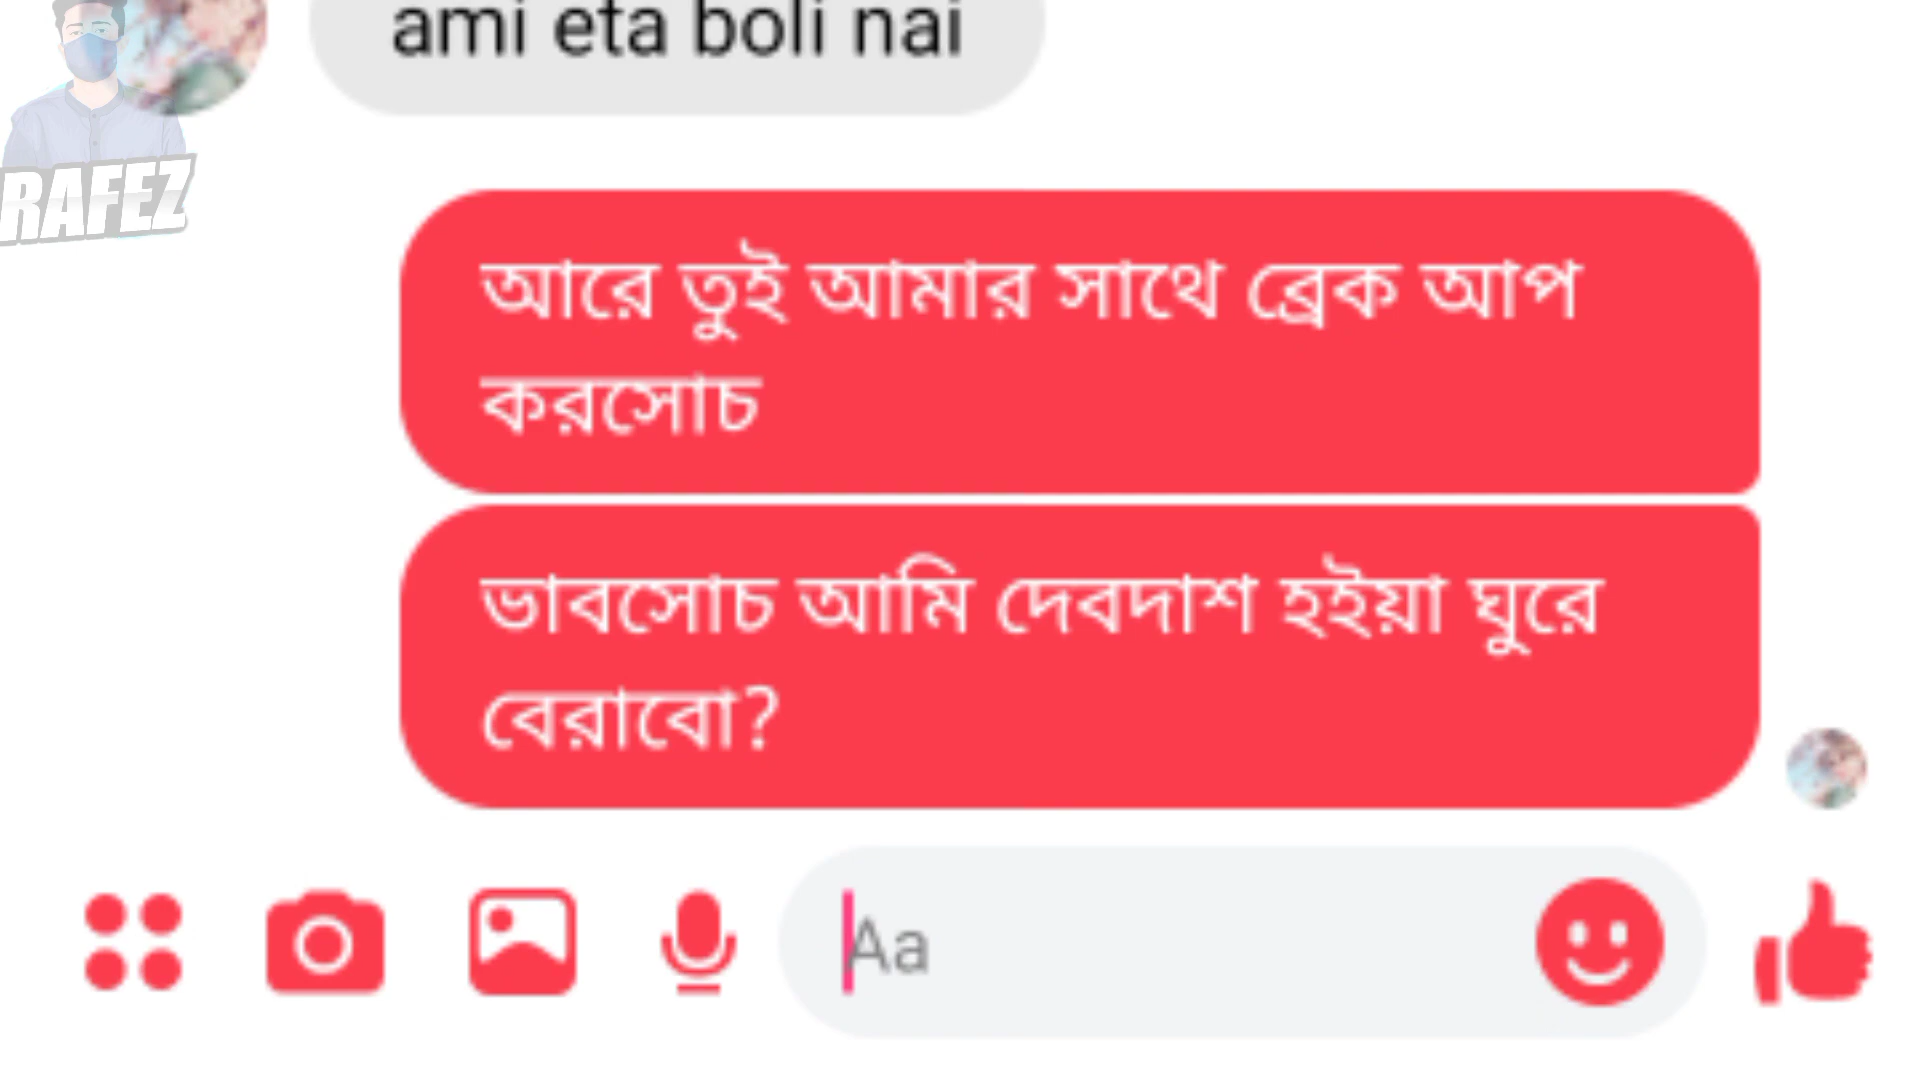 ami eta boli nai
RAFEZ
আরে তুই আমার সাথে ব্রেক আপ
করসোচ
ভাবসোচ আমি দেবদাশ হইয়া ঘুরে
বেরাবো?
Aa